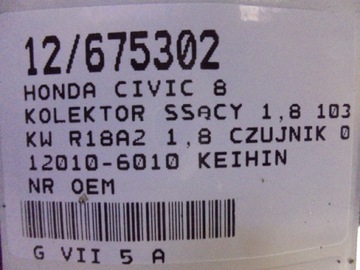 12/675302
HONDA CIVIC 8
KOLEKTOR SSĄCY 1,8 103
KW R18A2 1,8 CZUJNIK 0
12010-6010 KEIHIN
NR OEM
G VII 5 A